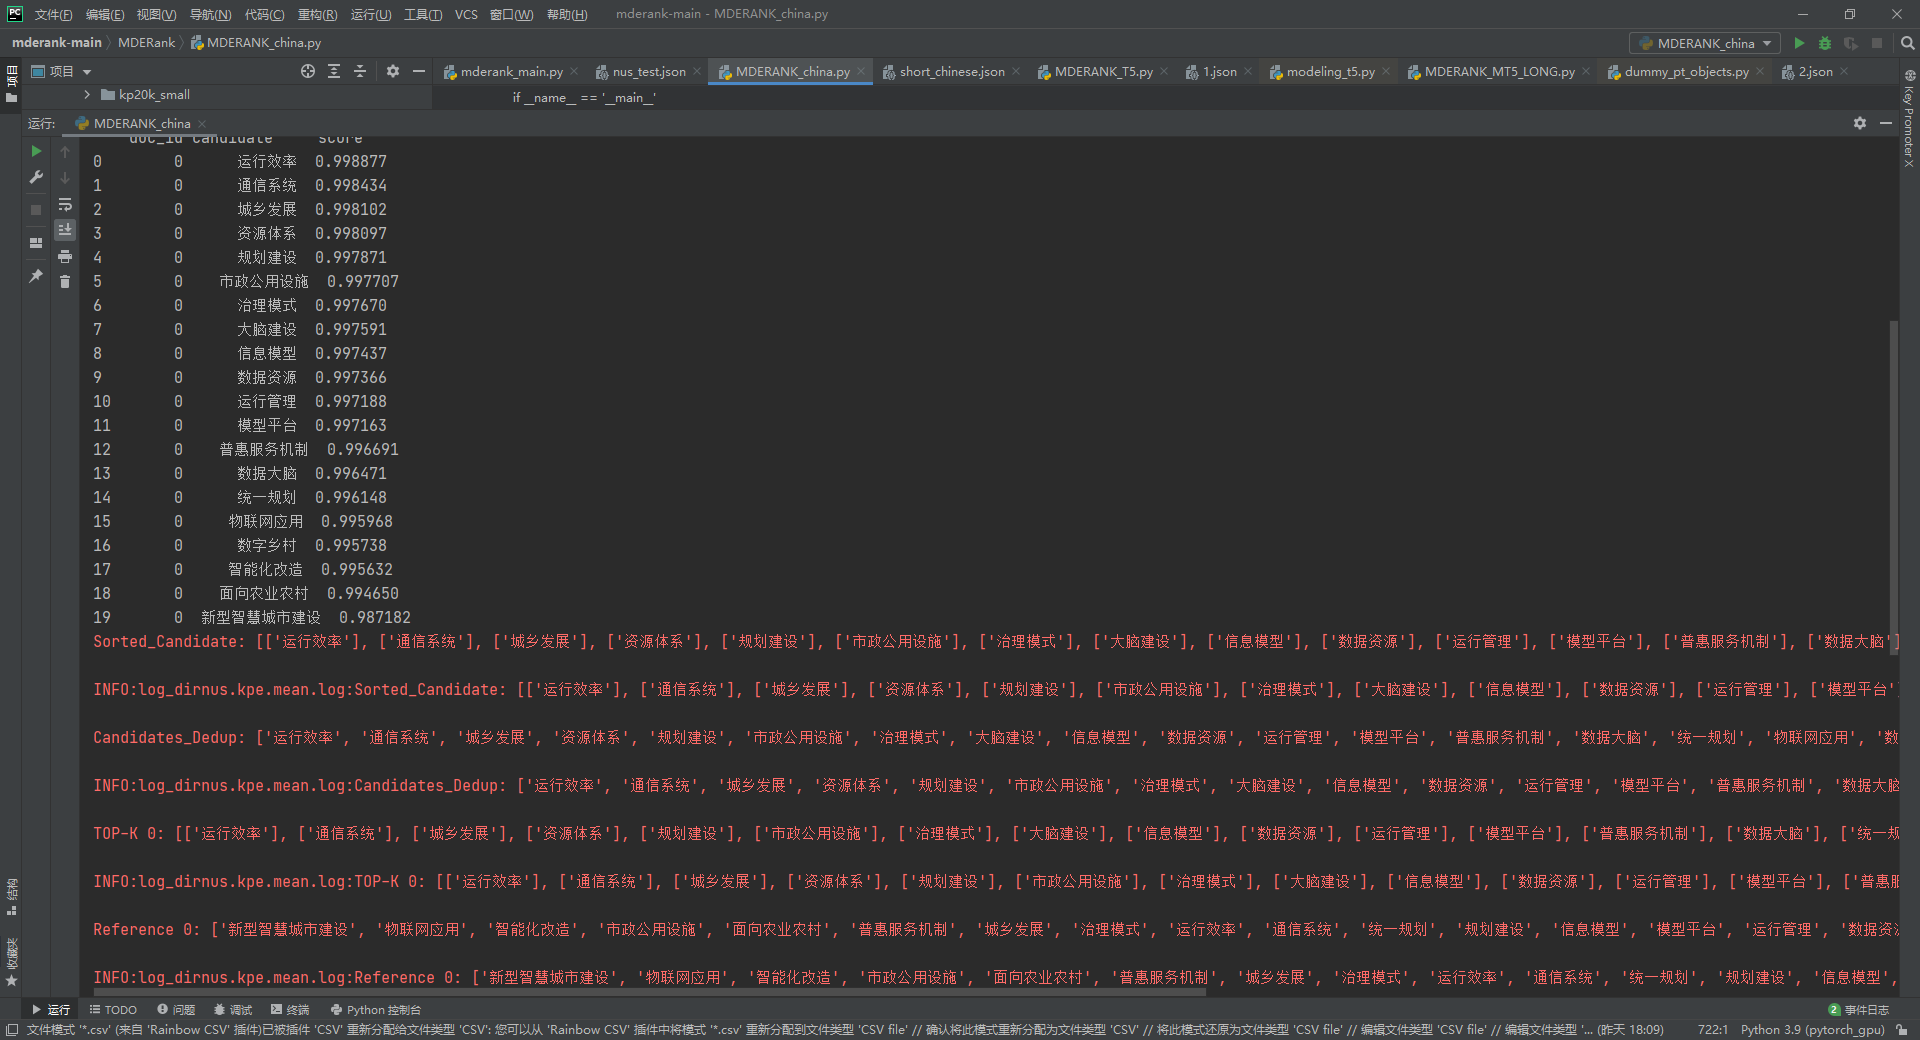 PC 文件(F) 编辑(E) 视图(V) 导航(N) 代码(C) 重构(R) 运行(U) 工具(T) VCS 窗口(W) 帮助(H) mderank-main - MDERANK_china.py
mderank-main MDERank MDERANK_china.py MDERANK_china
项目 项目 mderank_main.py nus_test.json MDERANK_china.py short_chinese.json MDERANK_T5.py 1.json modeling_t5.py MDERANK_MT5_LONG.py dummy_pt_objects.py 2.json
kp20k_small if __name__ == '__main__'
Key Promoter X
运行: MDERANK_china
doc_id candidate score
0 0 运行效率 0.998877
1 0 通信系统 0.998434
2 0 城乡发展 0.998102
3 0 资源体系 0.998097
4 0 规划建设 0.997871
5 0 市政公用设施 0.997707
6 0 治理模式 0.997670
7 0 大脑建设 0.997591
8 0 信息模型 0.997437
9 0 数据资源 0.997366
10 0 运行管理 0.997188
11 0 模型平台 0.997163
12 0 普惠服务机制 0.996691
13 0 数据大脑 0.996471
14 0 统一规划 0.996148
15 0 物联网应用 0.995968
16 0 数字乡村 0.995738
17 0 智能化改造 0.995632
18 0 面向农业农村 0.994650
19 0 新型智慧城市建设 0.987182
Sorted_Candidate: [['运行效率'], ['通信系统'], ['城乡发展'], ['资源体系'], ['规划建设'], ['市政公用设施'], ['治理模式'], ['大脑建设'], ['信息模型'], ['数据资源'], ['运行管理'], ['模型平台'], ['普惠服务机制'], ['数据大脑']
INFO:log_dirnus.kpe.mean.log:Sorted_Candidate: [['运行效率'], ['通信系统'], ['城乡发展'], ['资源体系'], ['规划建设'], ['市政公用设施'], ['治理模式'], ['大脑建设'], ['信息模型'], ['数据资源'], ['运行管理'], ['模型平台'
Candidates_Dedup: ['运行效率', '通信系统', '城乡发展', '资源体系', '规划建设', '市政公用设施', '治理模式', '大脑建设', '信息模型', '数据资源', '运行管理', '模型平台', '普惠服务机制', '数据大脑', '统一规划', '物联网应用', '数
INFO:log_dirnus.kpe.mean.log:Candidates_Dedup: ['运行效率', '通信系统', '城乡发展', '资源体系', '规划建设', '市政公用设施', '治理模式', '大脑建设', '信息模型', '数据资源', '运行管理', '模型平台', '普惠服务机制', '数据大脑
TOP-K 0: [['运行效率'], ['通信系统'], ['城乡发展'], ['资源体系'], ['规划建设'], ['市政公用设施'], ['治理模式'], ['大脑建设'], ['信息模型'], ['数据资源'], ['运行管理'], ['模型平台'], ['普惠服务机制'], ['数据大脑'], ['统一规
INFO:log_dirnus.kpe.mean.log:TOP-K 0: [['运行效率'], ['通信系统'], ['城乡发展'], ['资源体系'], ['规划建设'], ['市政公用设施'], ['治理模式'], ['大脑建设'], ['信息模型'], ['数据资源'], ['运行管理'], ['模型平台'], ['普惠服
Reference 0: ['新型智慧城市建设', '物联网应用', '智能化改造', '市政公用设施', '面向农业农村', '普惠服务机制', '城乡发展', '治理模式', '运行效率', '通信系统', '统一规划', '规划建设', '信息模型', '模型平台', '运行管理', '数据资
INFO:log_dirnus.kpe.mean.log:Reference 0: ['新型智慧城市建设', '物联网应用', '智能化改造', '市政公用设施', '面向农业农村', '普惠服务机制', '城乡发展', '治理模式', '运行效率', '通信系统', '统一规划', '规划建设', '信息模型',
结构
收藏夹
运行 TODO 问题 调试 终端 Python 控制台 2 事件日志
文件模式 '*.csv' (来自 'Rainbow CSV' 插件)已被插件 'CSV' 重新分配给文件类型 'CSV': 您可以从 'Rainbow CSV' 插件中将模式 '*.csv' 重新分配到文件类型 'CSV file' // 确认将此模式重新分配为文件类型 'CSV' // 将此模式还原为文件类型 'CSV file' // 编辑文件类型 'CSV file' // 编辑文件类型 '... (昨天 18:09) 722:1 Python 3.9 (pytorch_gpu)